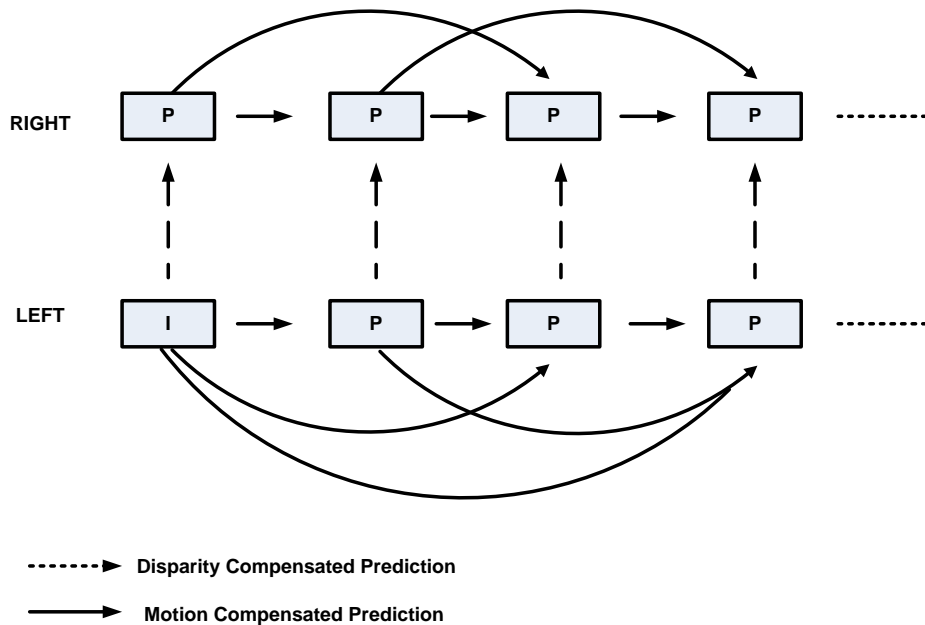 P P P P
RIGHT
I P P P
LEFT
Disparity Compensated Prediction
Motion Compensated Prediction